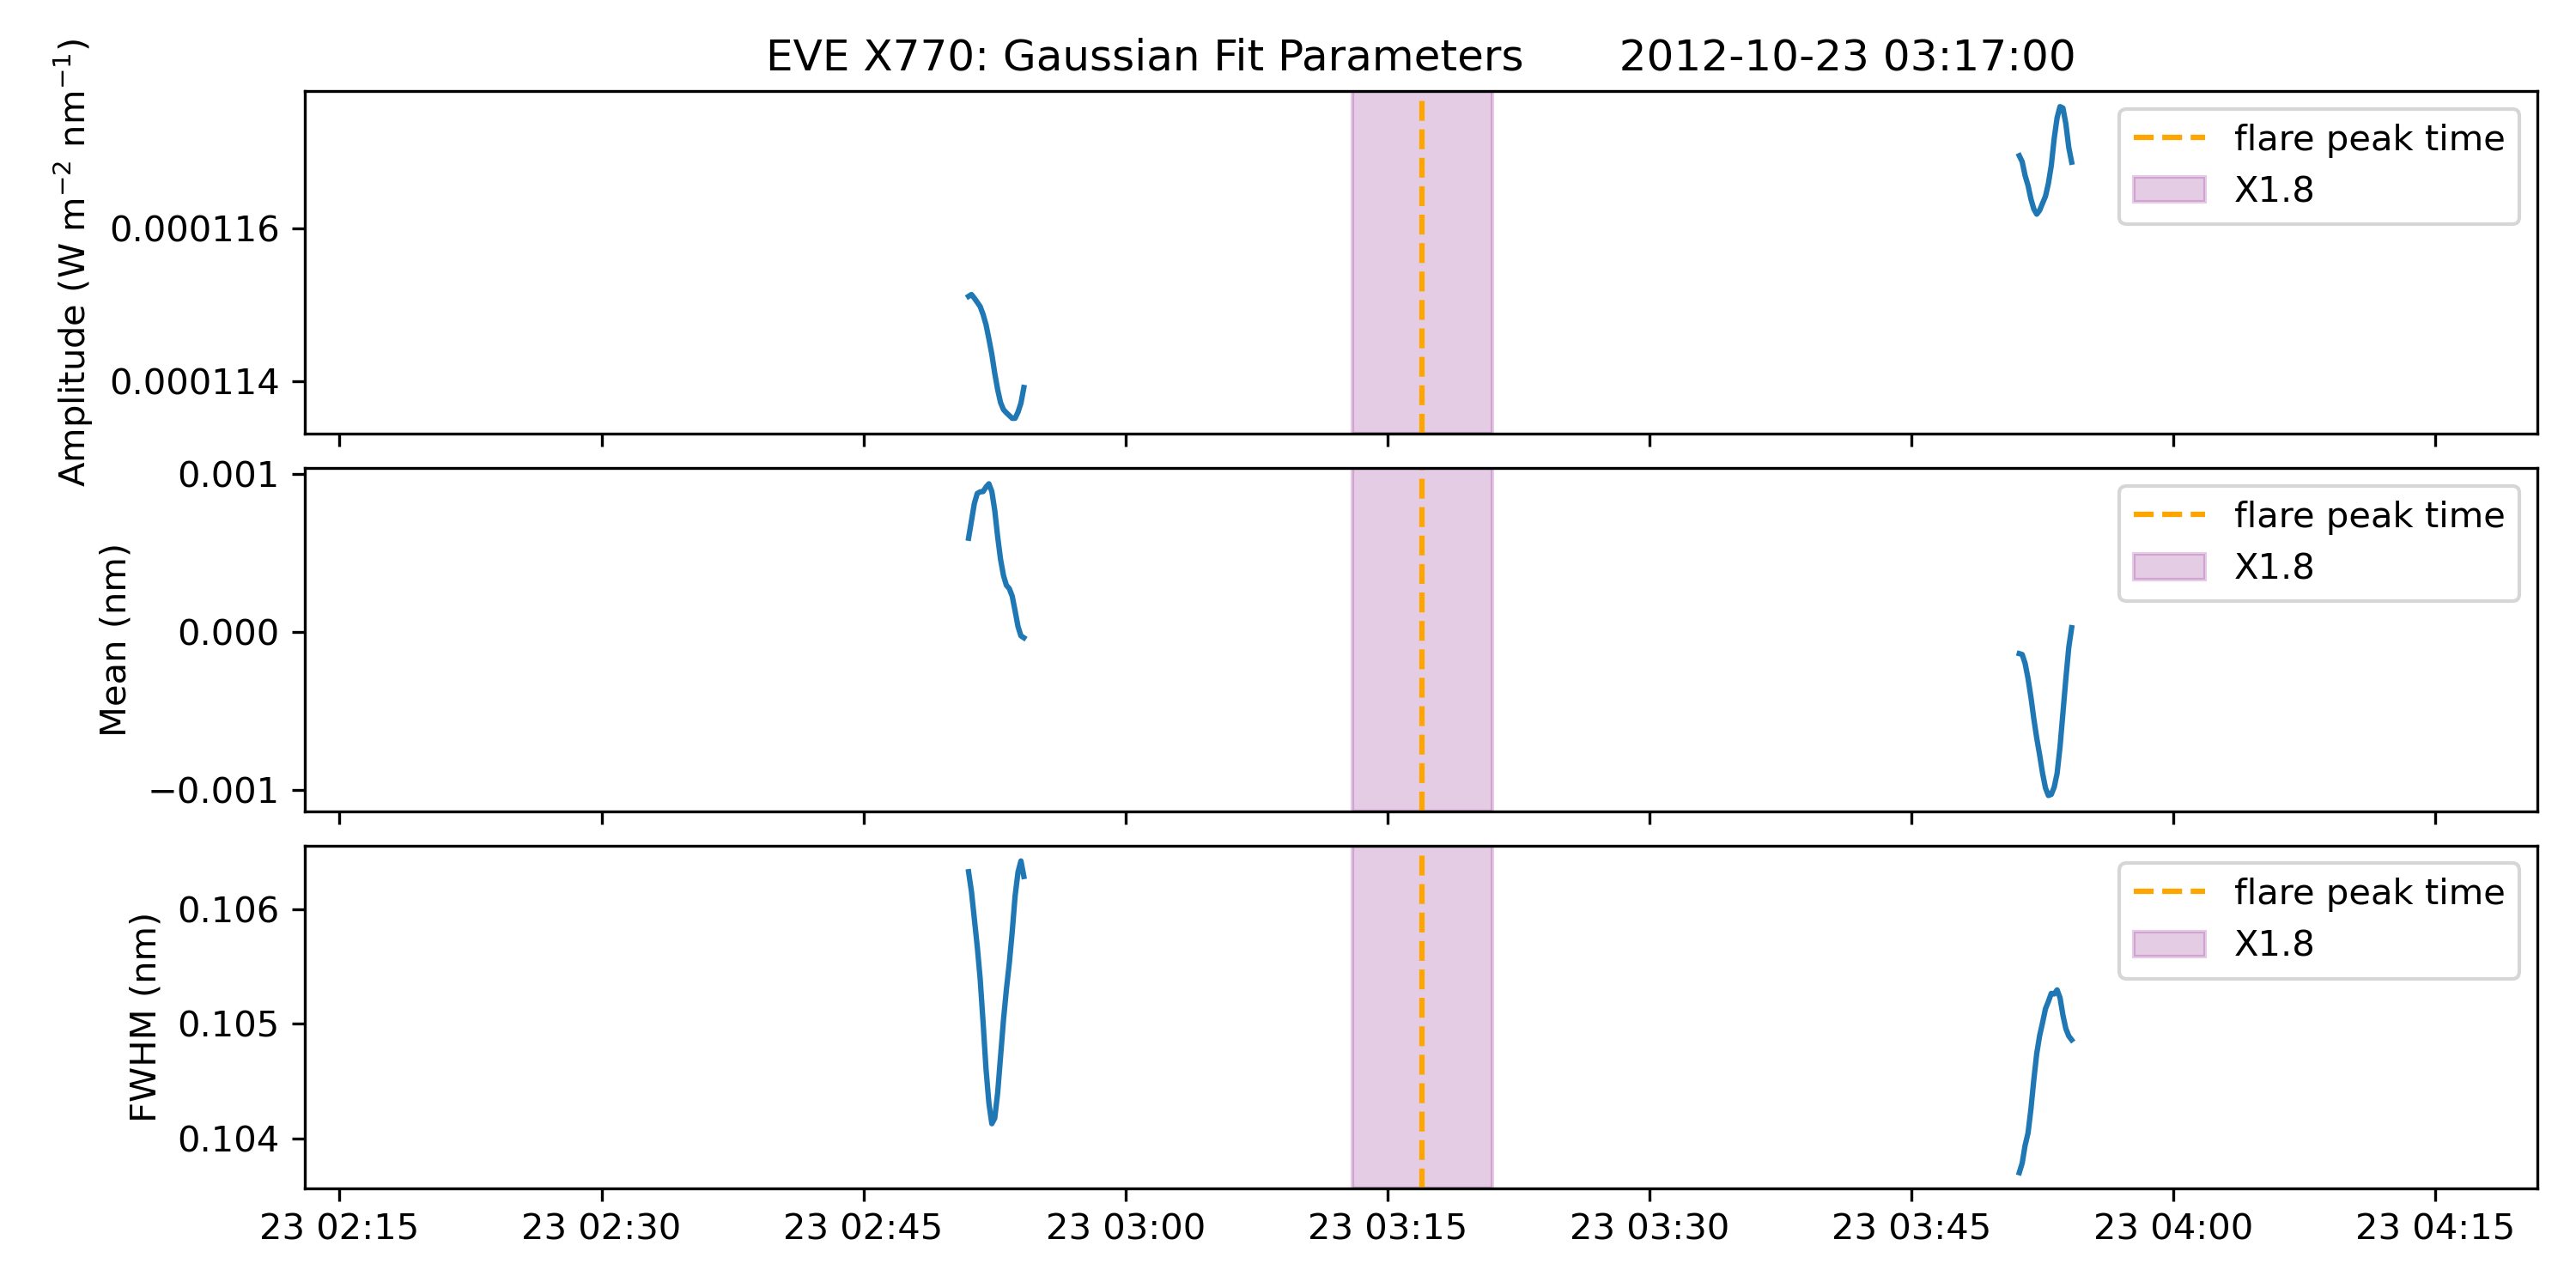 EVE X770: Gaussian Fit Parameters 2012-10-23 03:17:00
Amplitude (W m⁻² nm⁻¹)
0.000116
0.000114
flare peak time
X1.8
Mean (nm)
0.001
0.000
−0.001
flare peak time
X1.8
FWHM (nm)
0.106
0.105
0.104
flare peak time
X1.8
23 02:15 23 02:30 23 02:45 23 03:00 23 03:15 23 03:30 23 03:45 23 04:00 23 04:15